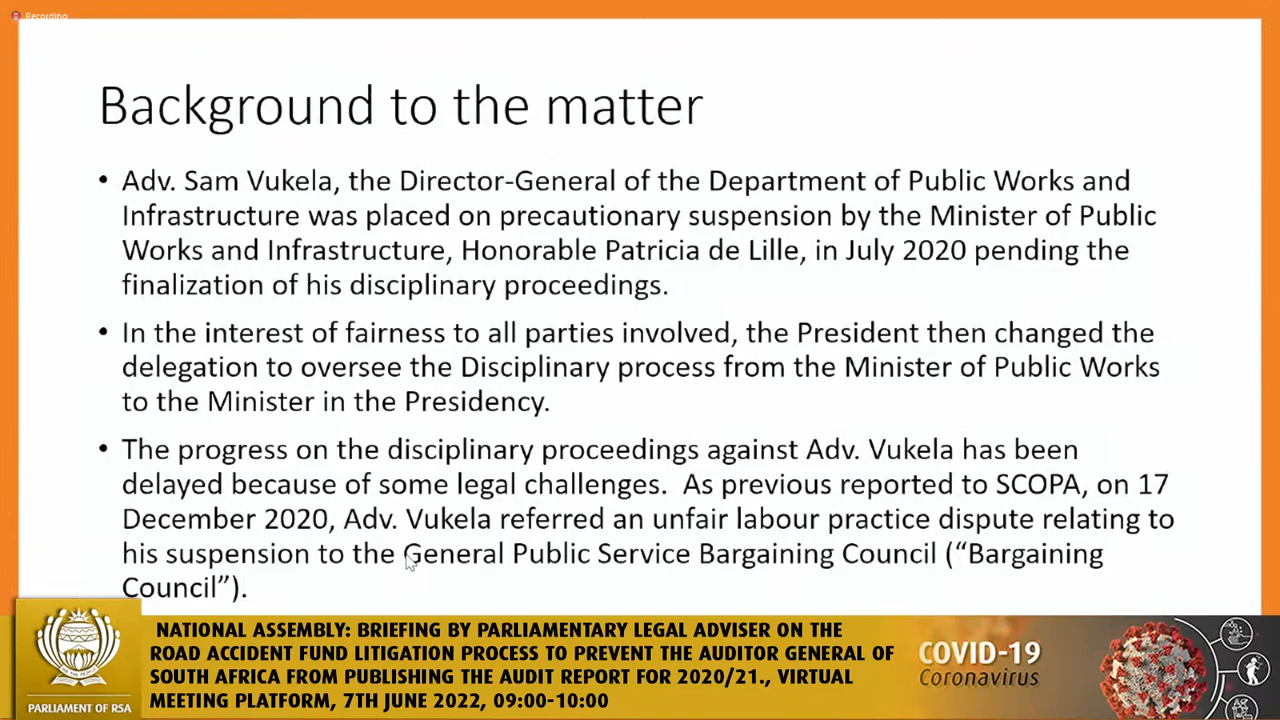 Recording
Background to the matter
• Adv. Sam Vukela, the Director-General of the Department of Public Works and
Infrastructure was placed on precautionary suspension by the Minister of Public
Works and Infrastructure, Honorable Patricia de Lille, in July 2020 pending the
finalization of his disciplinary proceedings.
• In the interest of fairness to all parties involved, the President then changed the
delegation to oversee the Disciplinary process from the Minister of Public Works
to the Minister in the Presidency.
• The progress on the disciplinary proceedings against Adv. Vukela has been
delayed because of some legal challenges.  As previous reported to SCOPA, on 17
December 2020, Adv. Vukela referred an unfair labour practice dispute relating to
his suspension to the General Public Service Bargaining Council (“Bargaining
Council”).
NATIONAL ASSEMBLY: BRIEFING BY PARLIAMENTARY LEGAL ADVISER ON THE
ROAD ACCIDENT FUND LITIGATION PROCESS TO PREVENT THE AUDITOR GENERAL OF
SOUTH AFRICA FROM PUBLISHING THE AUDIT REPORT FOR 2020/21., VIRTUAL
MEETING PLATFORM, 7TH JUNE 2022, 09:00-10:00
PARLIAMENT OF RSA
COVID-19
Coronavirus